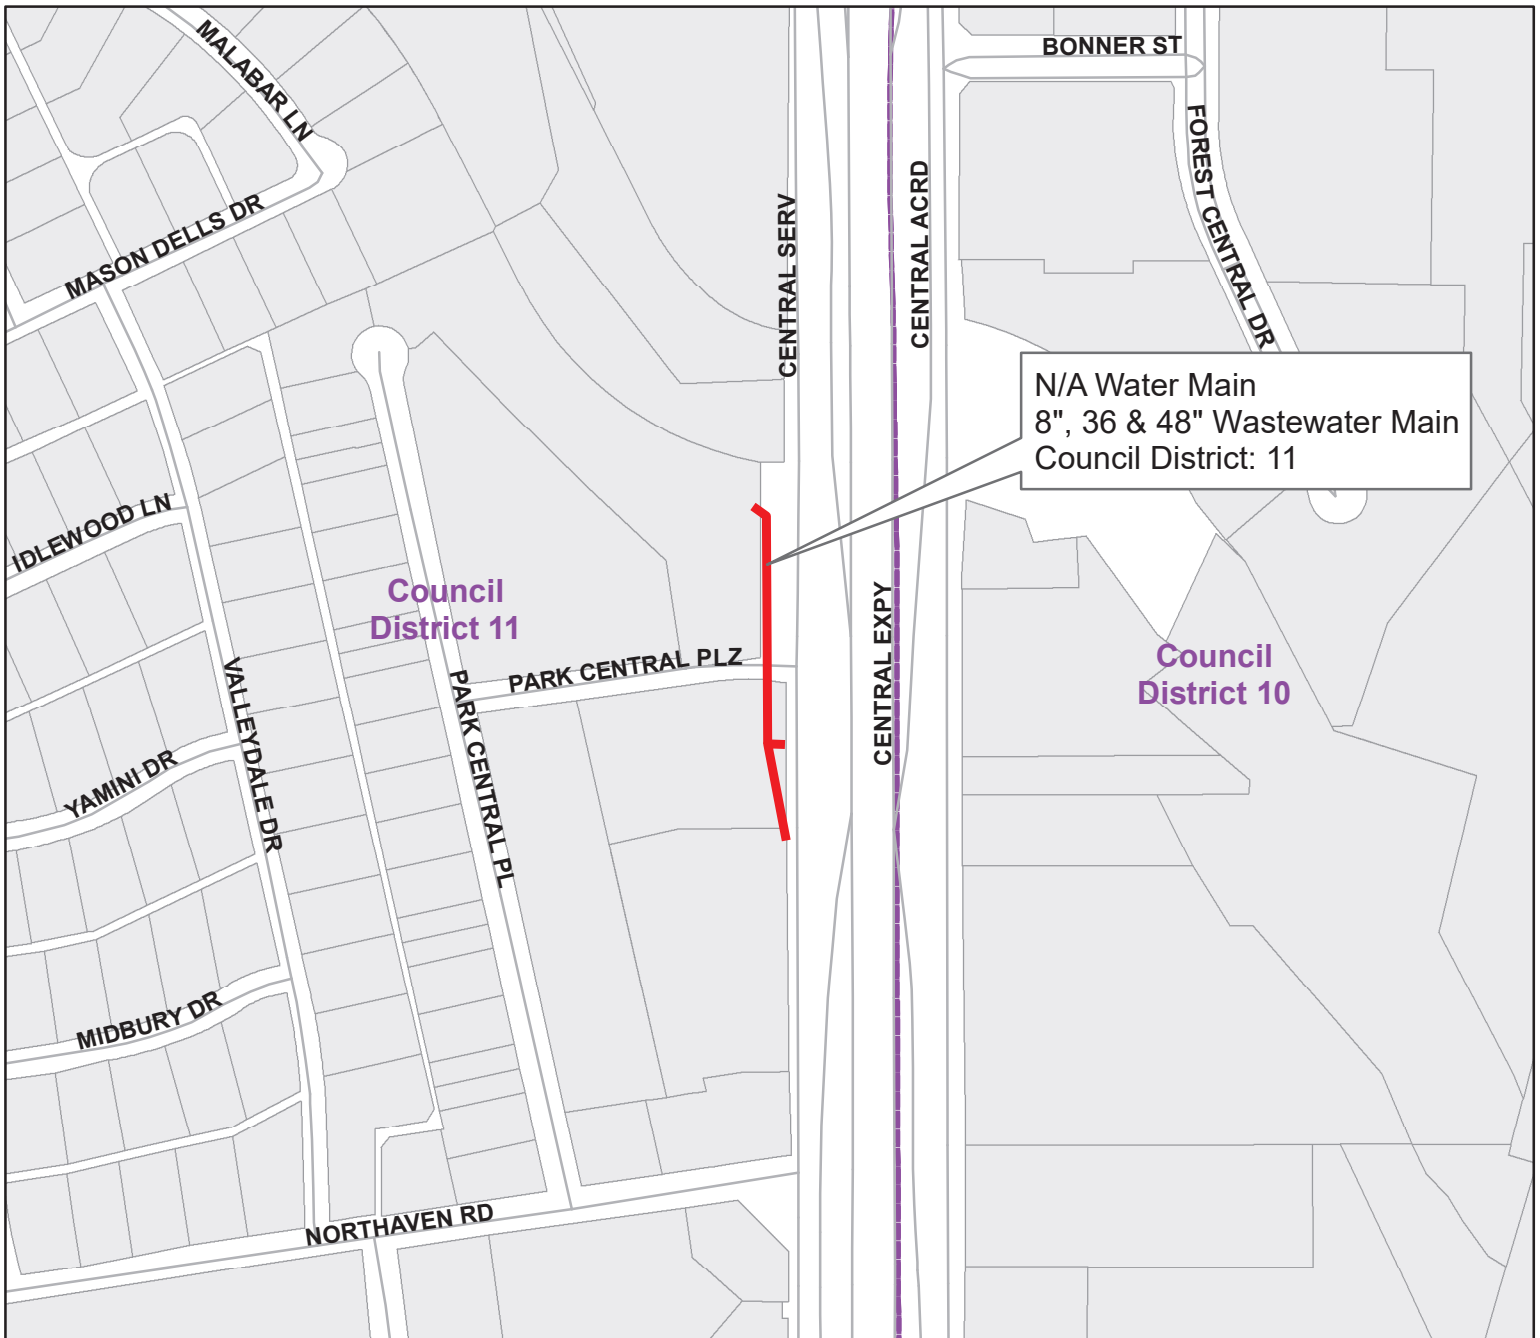 MALABAR LN
BONNER ST
FOREST CENTRAL DR
MASON DELLS DR
CENTRAL SERV
CENTRAL ACRD
N/A Water Main
8", 36 & 48" Wastewater Main
Council District: 11
IDLEWOOD LN
Council
District 11
CENTRAL EXPY
PARK CENTRAL PLZ
Council
District 10
VALLEYDALE DR
PARK CENTRAL PL
YAMINI DR
MIDBURY DR
NORTHAVEN RD